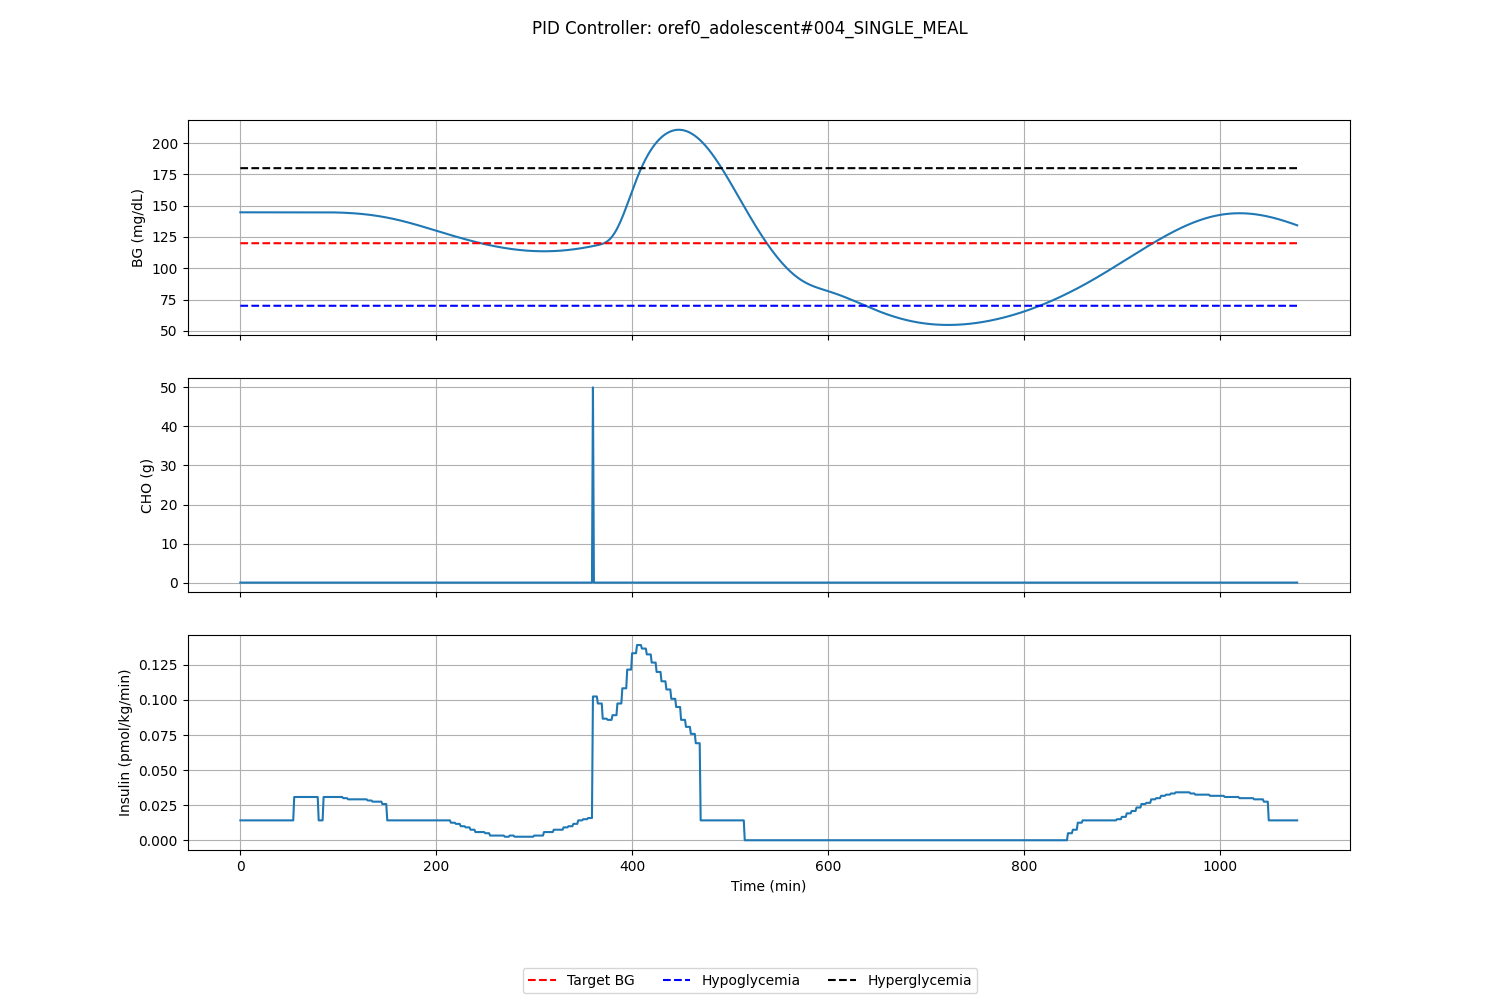 PID Controller: oref0_adolescent#004_SINGLE_MEAL
200
175
150
125
100
75
50
BG (mg/dL)
50
40
30
20
10
0
CHO (g)
0.125
0.100
0.075
0.050
0.025
0.000
Insulin (pmol/kg/min)
0 200 400 600 800 1000
Time (min)
Target BG Hypoglycemia Hyperglycemia